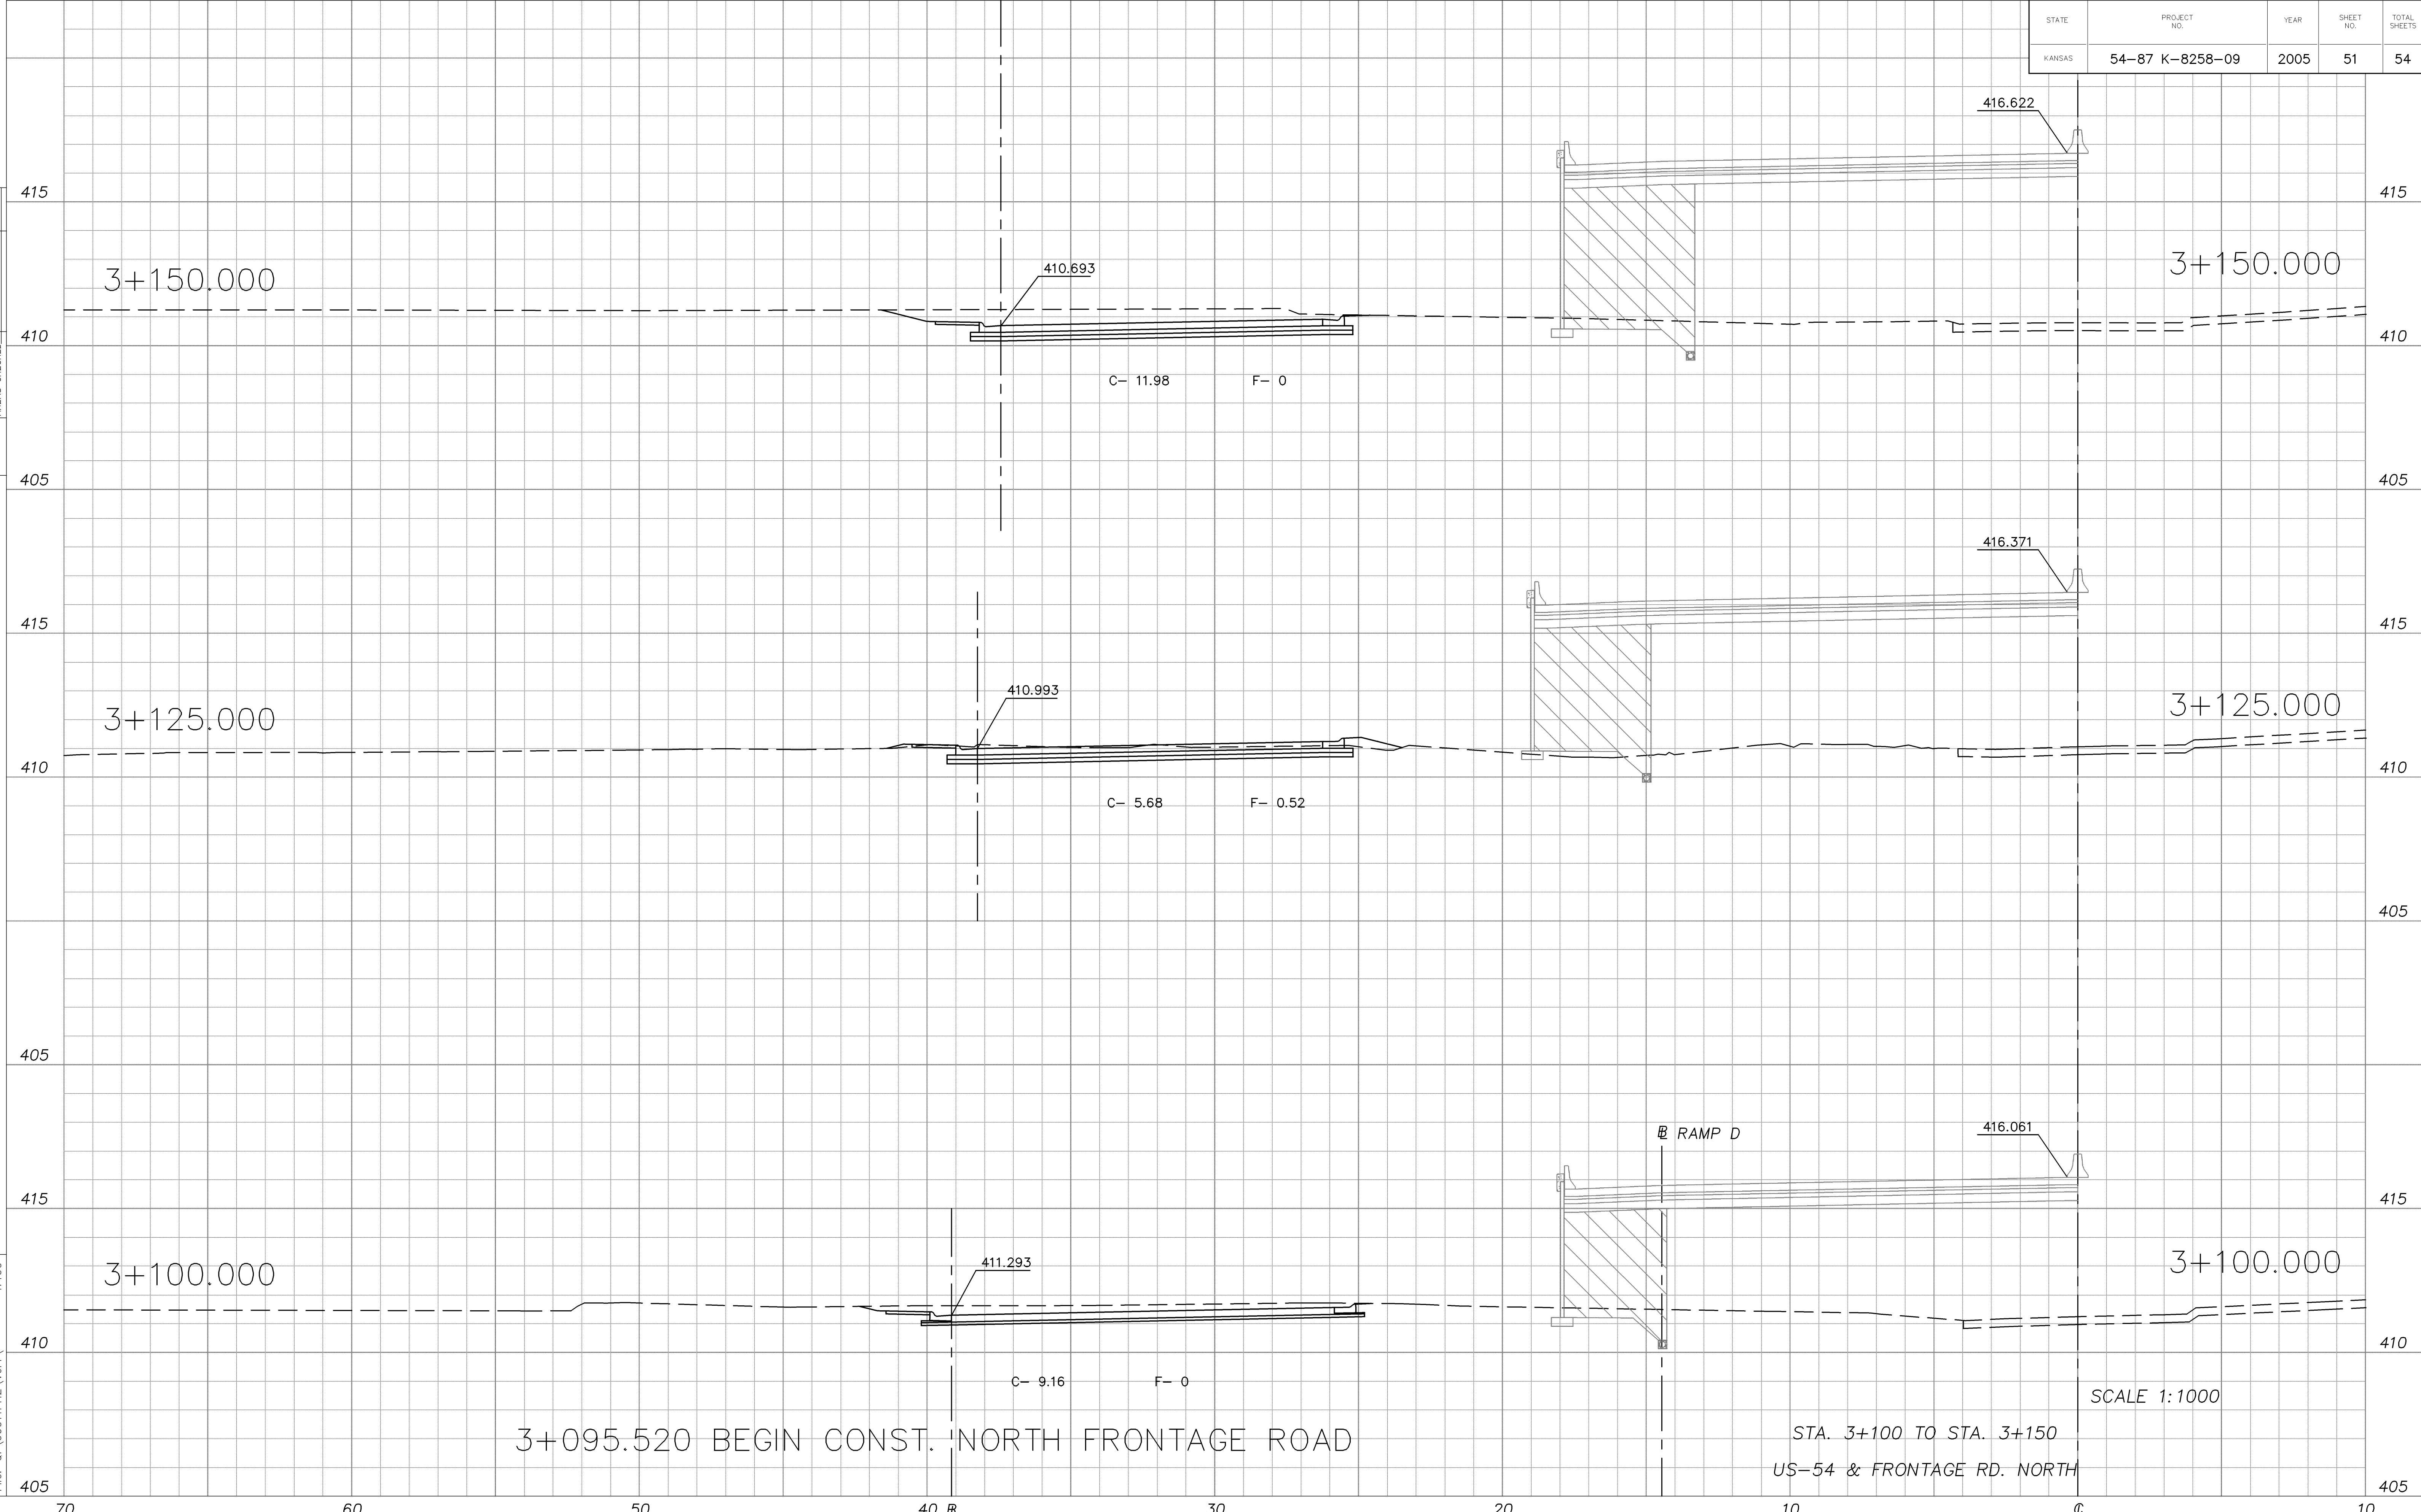 STATE PROJECT NO. YEAR SHEET NO. TOTAL SHEETS
KANSAS 54-87 K-8258-09 2005 51 54
416.622
415 415
3+150.000 410.693 3+150.000
410 410
C- 11.98 F- 0
405 405
416.371
415 415
3+125.000 410.993 3+125.000
410 410
C- 5.68 F- 0.52
405
405
RAMP D 416.061
415 415
3+100.000 411.293 3+100.000
410 410
C- 9.16 F- 0
SCALE 1:1000
3+095.520 BEGIN CONST. NORTH FRONTAGE ROAD
STA. 3+100 TO STA. 3+150
US-54 & FRONTAGE RD. NORTH
405 405
70 60 50 40 30 20 10 10